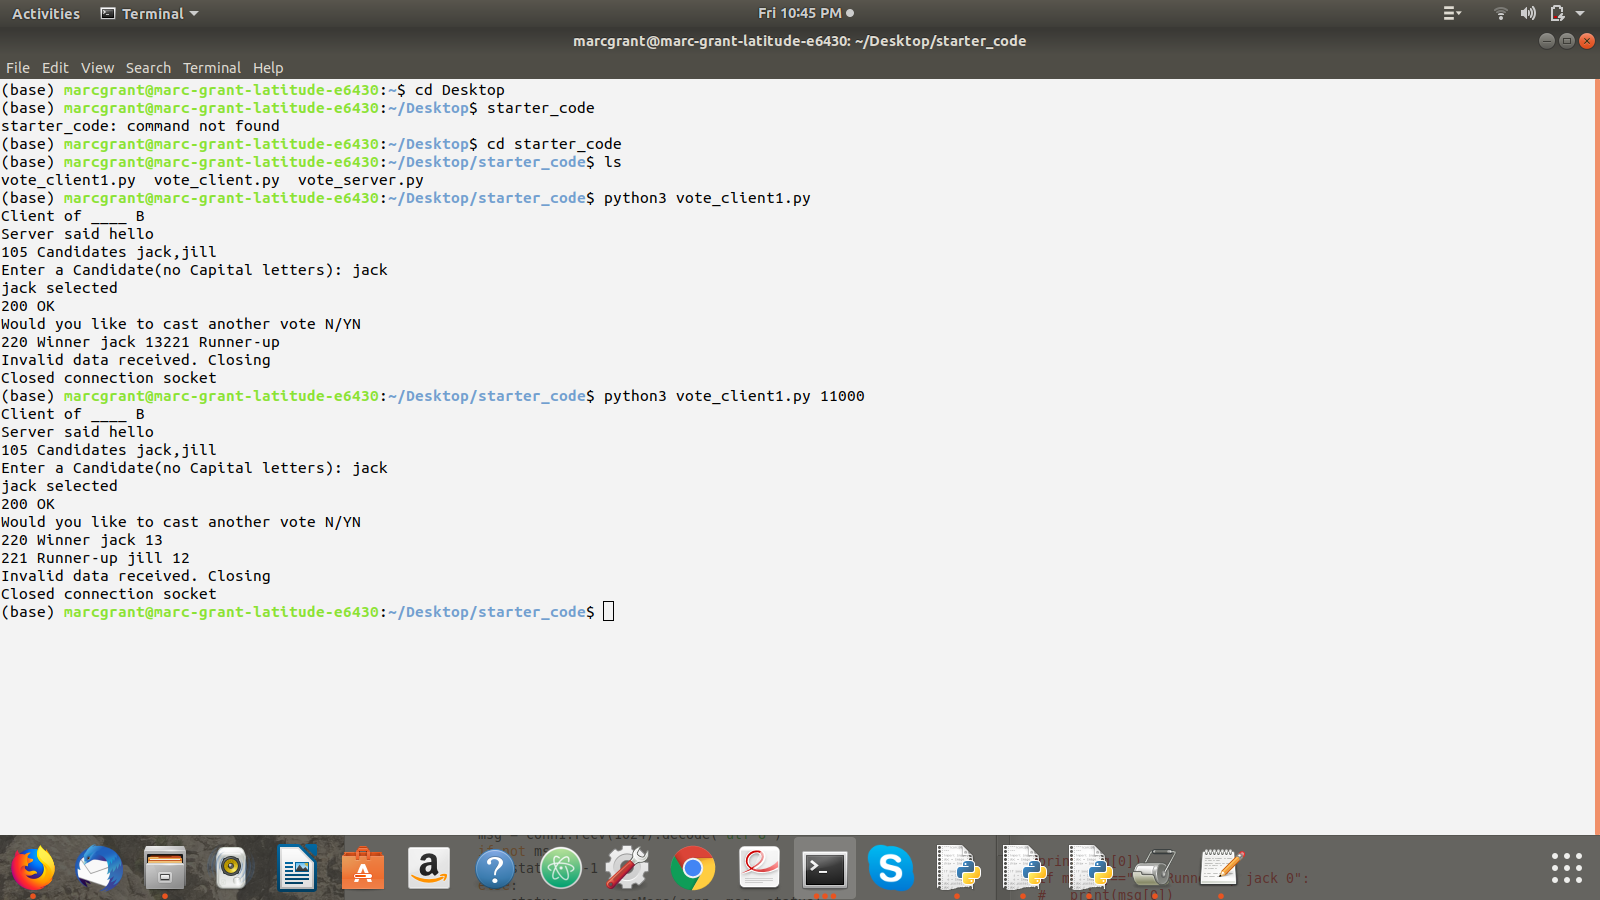 Activities Terminal Fri 10:45 PM
marcgrant@marc-grant-latitude-e6430: ~/Desktop/starter_code
File Edit View Search Terminal Help
(base) marcgrant@marc-grant-latitude-e6430:~$ cd Desktop
(base) marcgrant@marc-grant-latitude-e6430:~/Desktop$ starter_code
starter_code: command not found
(base) marcgrant@marc-grant-latitude-e6430:~/Desktop$ cd starter_code
(base) marcgrant@marc-grant-latitude-e6430:~/Desktop/starter_code$ ls
vote_client1.py  vote_client.py  vote_server.py
(base) marcgrant@marc-grant-latitude-e6430:~/Desktop/starter_code$ python3 vote_client1.py
Client of ____ B
Server said hello
105 Candidates jack,jill
Enter a Candidate(no Capital letters): jack
jack selected
200 OK
Would you like to cast another vote N/YN
220 Winner jack 13221 Runner-up
Invalid data received. Closing
Closed connection socket
(base) marcgrant@marc-grant-latitude-e6430:~/Desktop/starter_code$ python3 vote_client1.py 11000
Client of ____ B
Server said hello
105 Candidates jack,jill
Enter a Candidate(no Capital letters): jack
jack selected
200 OK
Would you like to cast another vote N/YN
220 Winner jack 13
221 Runner-up jill 12
Invalid data received. Closing
Closed connection socket
(base) marcgrant@marc-grant-latitude-e6430:~/Desktop/starter_code$
jack 0":